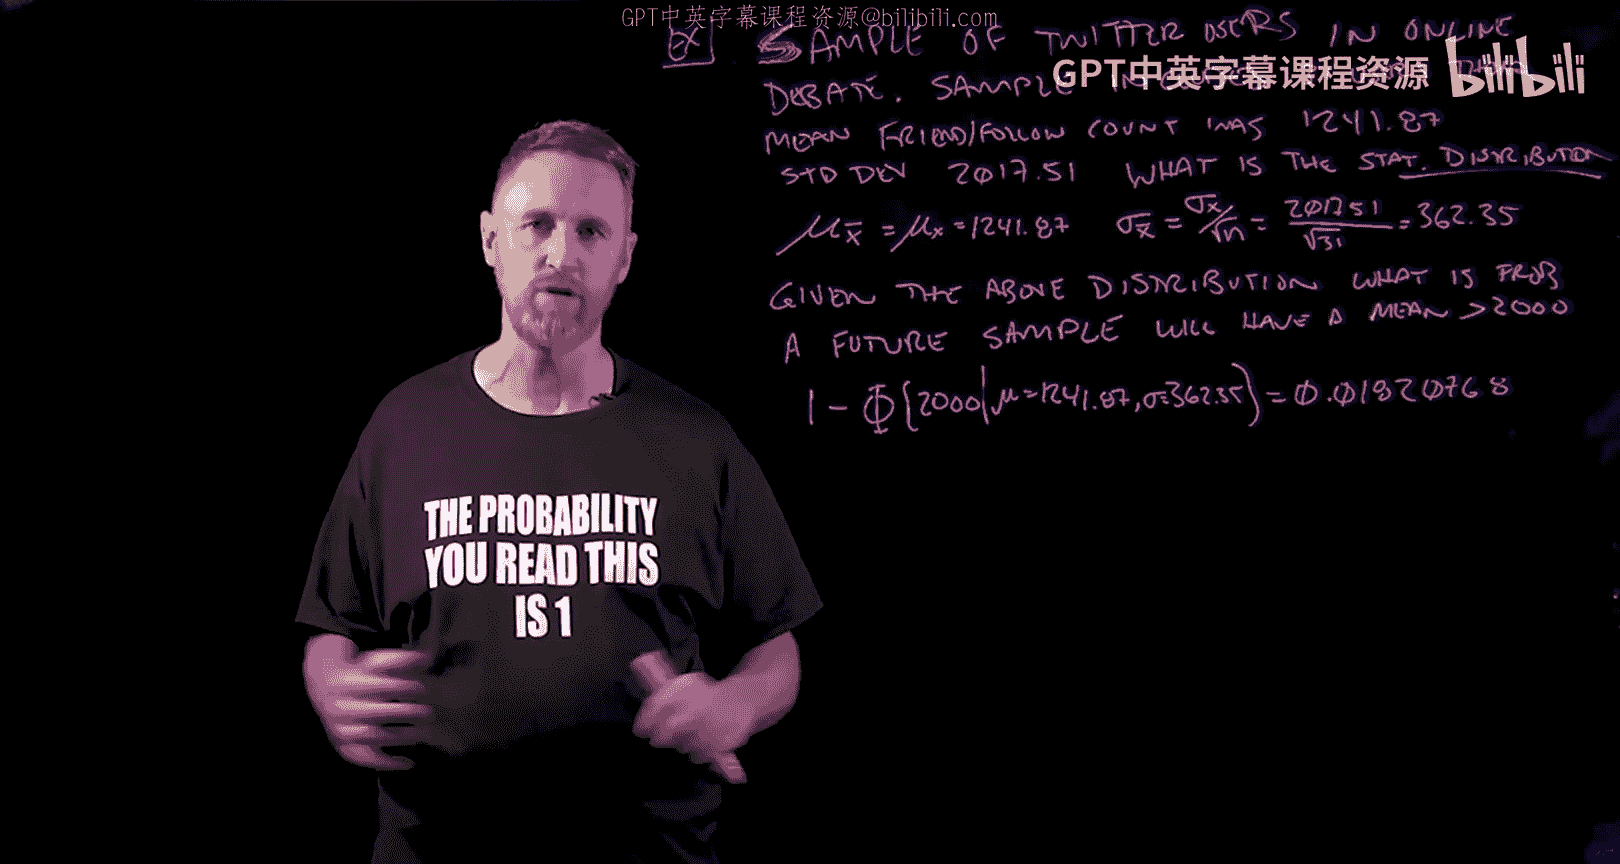 GPT中英字幕课程资源@bilibili.com
EX SAMPLE OF TWITTER USERS IN ONLINE
GPT中英字幕课程资源 bilibili
DEBATE. SAMPLE
MEAN FRIEND/FOLLOW COUNT WAS 1241.87
STD DEV 2017.51 WHAT IS THE STAT. DISTRIBUTION
μx̄ = μx = 1241.87 σx̄ = σx/√n = 2017.51/√31 = 362.35
GIVEN THE ABOVE DISTRIBUTION WHAT IS PROB
A FUTURE SAMPLE WILL HAVE A MEAN >2000
1 - Φ(2000|μ=1241.87, σ=362.35) = 0.01820768
THE PROBABILITY
YOU READ THIS
IS 1